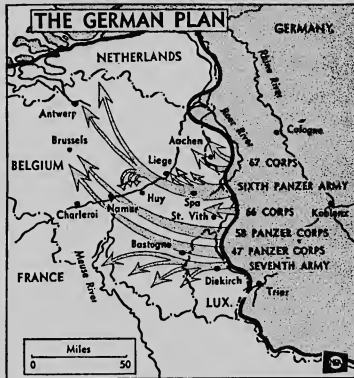 THE GERMAN PLAN
GERMANY
NETHERLANDS
Rhine River
Antwerp
Roer River
Cologne
Brussels
Aachen
67 CORPS
Liege
BELGIUM
SIXTH PANZER ARMY
Huy
Spa
Namur
66 CORPS
Koblenz
Charleroi
St. Vith
58 PANZER CORPS
Bastogne
47 PANZER CORPS
SEVENTH ARMY
FRANCE
Meuse River
Diekirch
Trier
LUX.
Miles
0 50